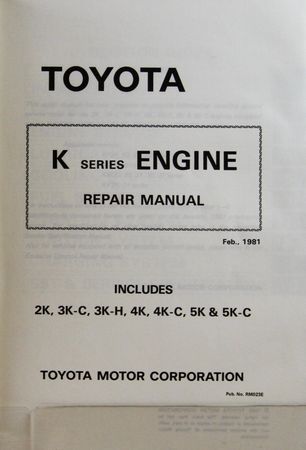 TOYOTA
K SERIES ENGINE
REPAIR MANUAL
Feb., 1981
INCLUDES
2K, 3K-C, 3K-H, 4K, 4K-C, 5K & 5K-C
TOYOTA MOTOR CORPORATION
Pub. No. RM023E